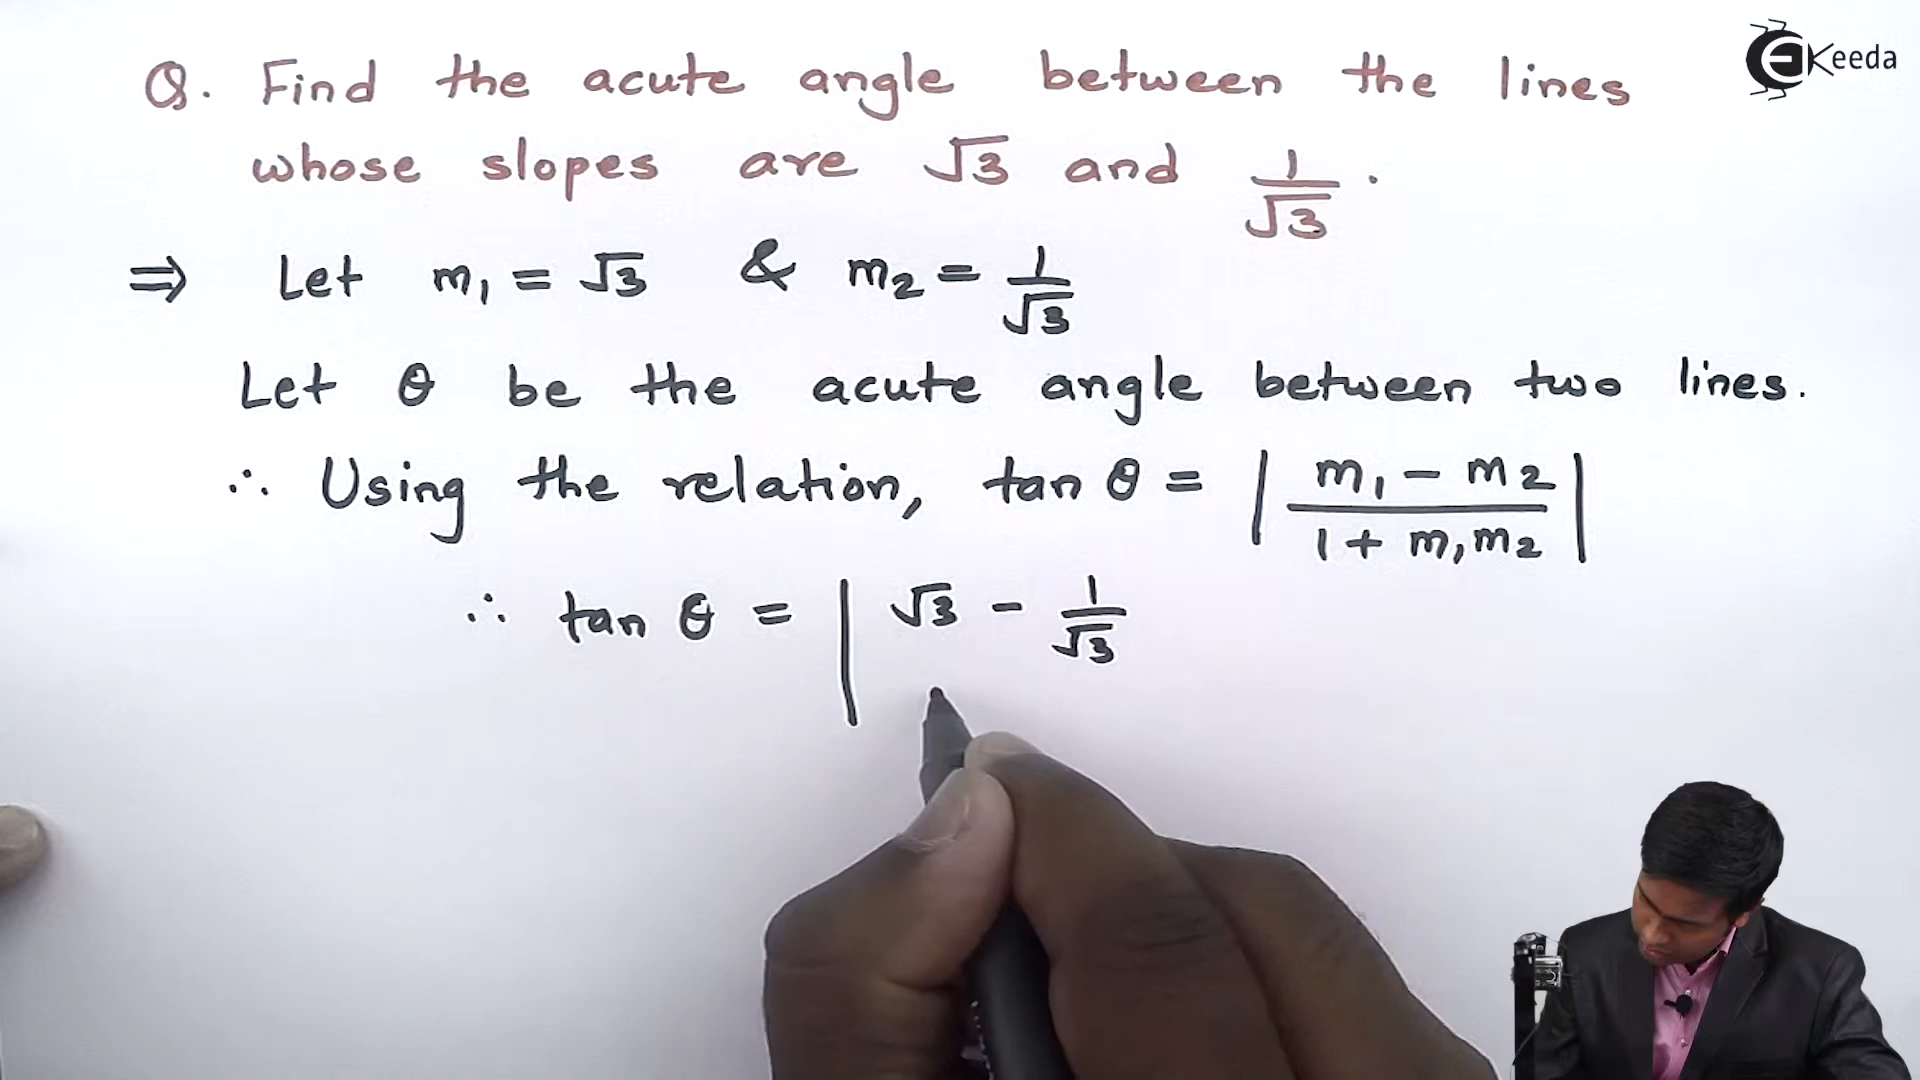 Keeda
Q. Find the acute angle between the lines
whose slopes are √3 and 1/√3.
⇒ Let m₁ = √3 & m₂ = 1/√3
Let θ be the acute angle between two lines.
∴ Using the relation, tan θ = | (m₁ - m₂)/(1 + m₁m₂) |
∴ tan θ = | √3 - 1/√3